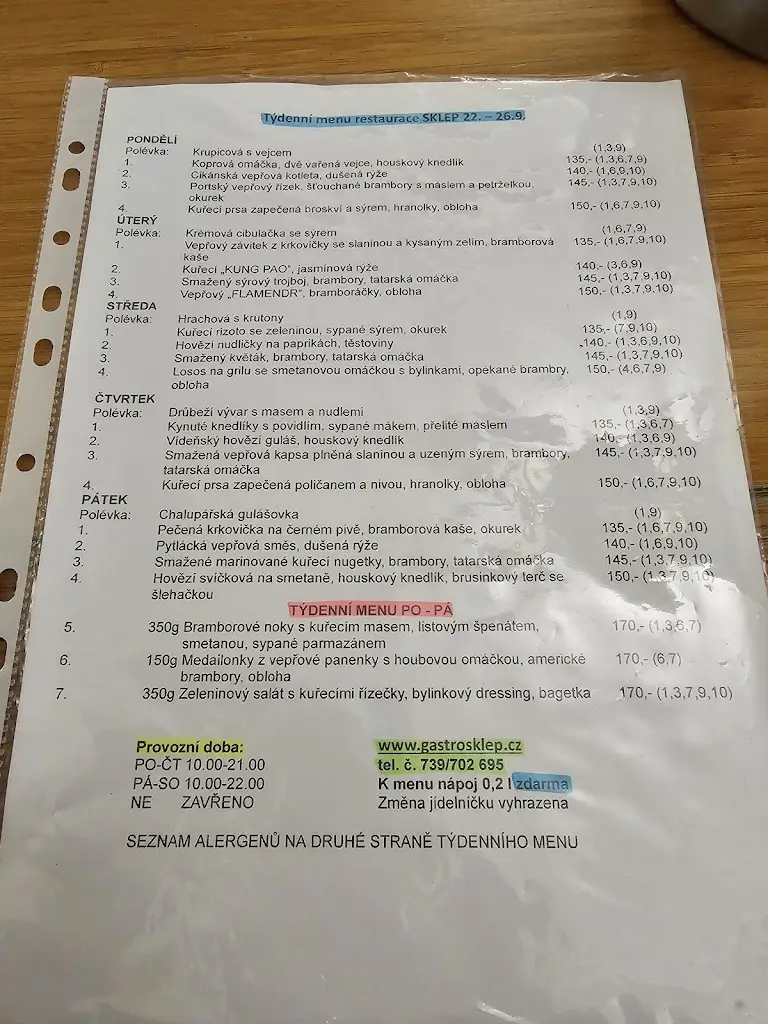 Týdenní menu restaurace SKLEP 22. – 26.9.
PONDĚLÍ
Polévka: Krupicová s vejcem (1,3,9)
1. Koprová omáčka, dvě vařená vejce, houskový knedlík 135,- (1,3,6,7,9)
2. Cikánská vepřová kotleta, dušená rýže 140,- (1,6,9,10)
3. Portský vepřový řízek, šťouchané brambory s máslem a petrželkou, 145,- (1,3,7,9,10)
okurek
4. Kuřecí prsa zapečená broskví a sýrem, hranolky, obloha 150,- (1,6,7,9,10)
ÚTERÝ
Polévka: Krémová cibulačka se sýrem (1,6,7,9)
1. Vepřový závitek z krkovičky se slaninou a kysaným zelím, bramborová 135,- (1,6,7,9,10)
kaše
2. Kuřecí „KUNG PAO", jasmínová rýže 140,- (3,6,9)
3. Smažený sýrový trojboj, brambory, tatarská omáčka 145,- (1,3,7,9,10)
4. Vepřový „FLAMENDR", bramboráčky, obloha 150,- (1,3,7,9,10)
STŘEDA
Polévka: Hrachová s krutony (1,9)
1. Kuřecí rizoto se zeleninou, sypané sýrem, okurek 135,- (7,9,10)
2. Hovězí nudličky na paprikách, těstoviny 140,- (1,3,6,9,10)
3. Smažený květák, brambory, tatarská omáčka 145,- (1,3,7,9,10)
4. Losos na grilu se smetanovou omáčkou s bylinkami, opékané brambry, 150,- (4,6,7,9)
obloha
ČTVRTEK
Polévka: Drůbeží vývar s masem a nudlemi (1,3,9)
1. Kynuté knedlíky s povidlím, sypané mákem, přelité máslem 135,- (1,3,6,7)
2. Vídeňský hovězí guláš, houskový knedlík 140,- (1,3,6,9)
3. Smažená vepřová kapsa plněná slaninou a uzeným sýrem, brambory, 145,- (1,3,7,9,10)
tatarská omáčka
4. Kuřecí prsa zapečená poličanem a nivou, hranolky, obloha 150,- (1,6,7,9,10)
PÁTEK
Polévka: Chalupářská gulášovka (1,9)
1. Pečená krkovička na černém pivě, bramborová kaše, okurek 135,- (1,6,7,9,10)
2. Pytlácká vepřová směs, dušená rýže 140,- (1,6,9,10)
3. Smažené marinované kuřecí nugetky, brambory, tatarská omáčka 145,- (1,3,7,9,10)
4. Hovězí svíčková na smetaně, houskový knedlík, brusinkový terč se 150,- (1,3,7,9,10)
šlehačkou
TÝDENNÍ MENU PO - PÁ
5. 350g Bramborové noky s kuřecím masem, listovým špenátem, 170,- (1,3,6,7)
smetanou, sypané parmazánem
6. 150g Medailonky z vepřové panenky s houbovou omáčkou, americké 170,- (6,7)
brambory, obloha
7. 350g Zeleninový salát s kuřecími řízečky, bylinkový dressing, bagetka 170,- (1,3,7,9,10)
Provozní doba: www.gastrosklep.cz
PO-ČT 10.00-21.00 tel. č. 739/702 695
PÁ-SO 10.00-22.00 K menu nápoj 0,2 l zdarma
NE ZAVŘENO Změna jídelníčku vyhrazena
SEZNAM ALERGENŮ NA DRUHÉ STRANĚ TÝDENNÍHO MENU